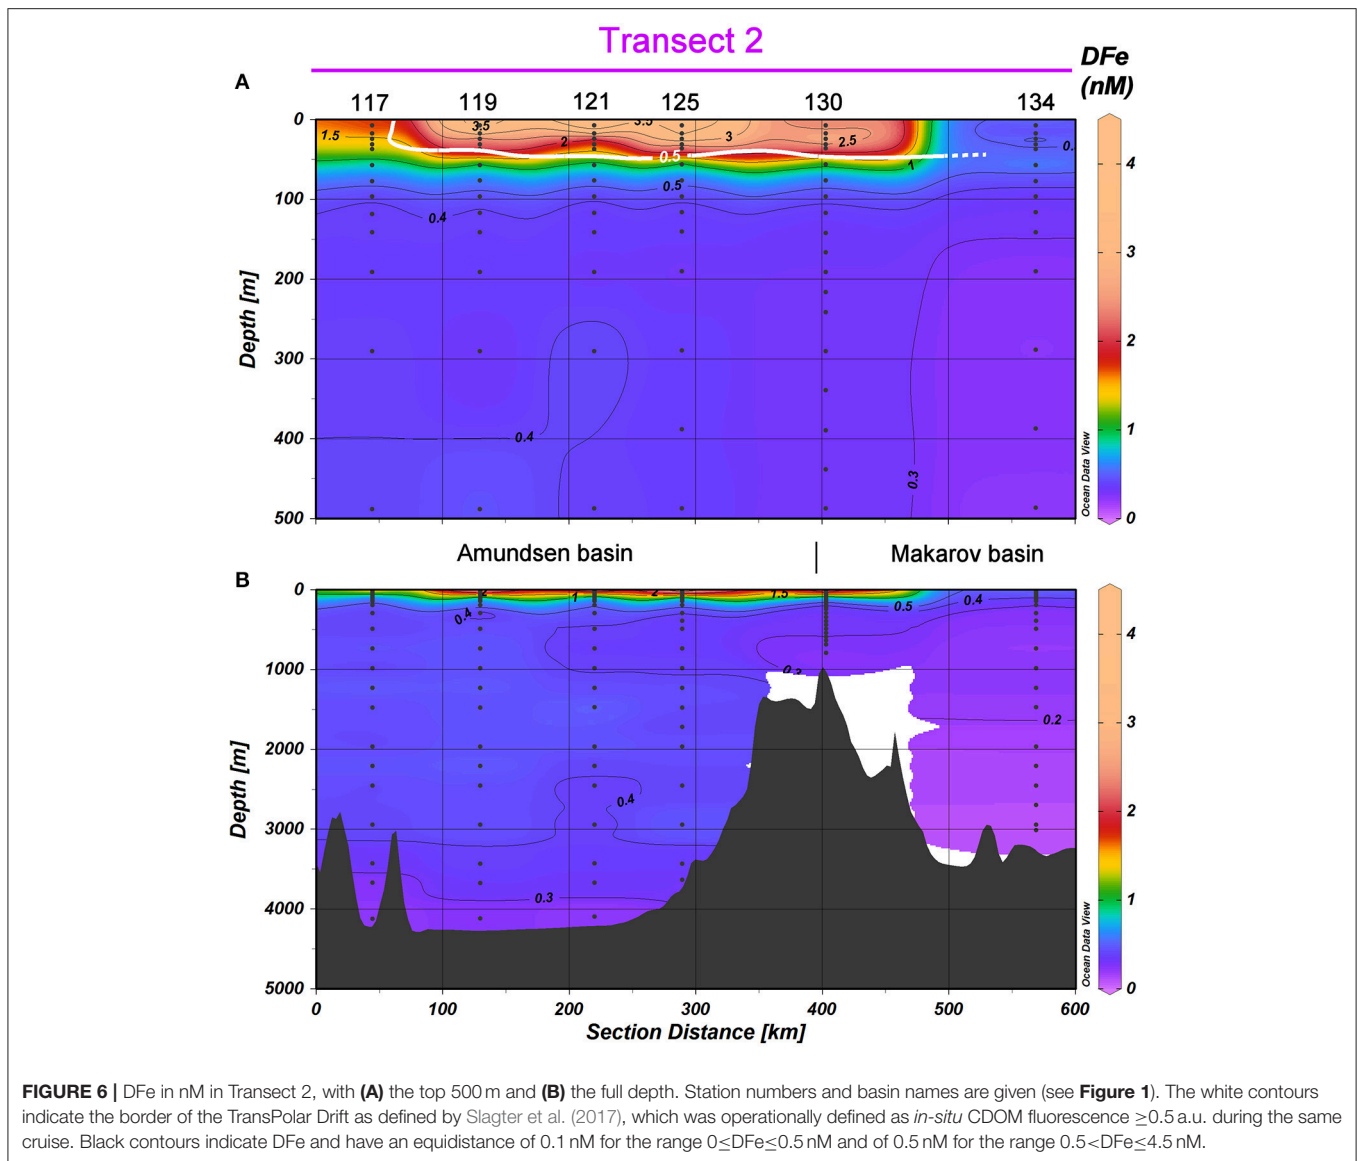 Transect 2
DFe
(nM)
A
117 119 121 125 130 134
0
100
200
300
400
500
Depth [m]
1.5
3.5
3.5
2
3
2.5
0.5
1
0.5
0.4
0.4
0.3
4
3
2
1
0
Ocean Data View
Amundsen basin | Makarov basin
B
0
1000
2000
3000
4000
5000
Depth [m]
2
1
2
1.5
0.5
0.4
0.4
0.2
0.4
0.3
4
3
2
1
0
Ocean Data View
0 100 200 300 400 500 600
Section Distance [km]
FIGURE 6 | DFe in nM in Transect 2, with (A) the top 500 m and (B) the full depth. Station numbers and basin names are given (see Figure 1). The white contours
indicate the border of the TransPolar Drift as defined by Slagter et al. (2017), which was operationally defined as in-situ CDOM fluorescence ≥0.5 a.u. during the same
cruise. Black contours indicate DFe and have an equidistance of 0.1 nM for the range 0≤DFe≤0.5 nM and of 0.5 nM for the range 0.5<DFe≤4.5 nM.